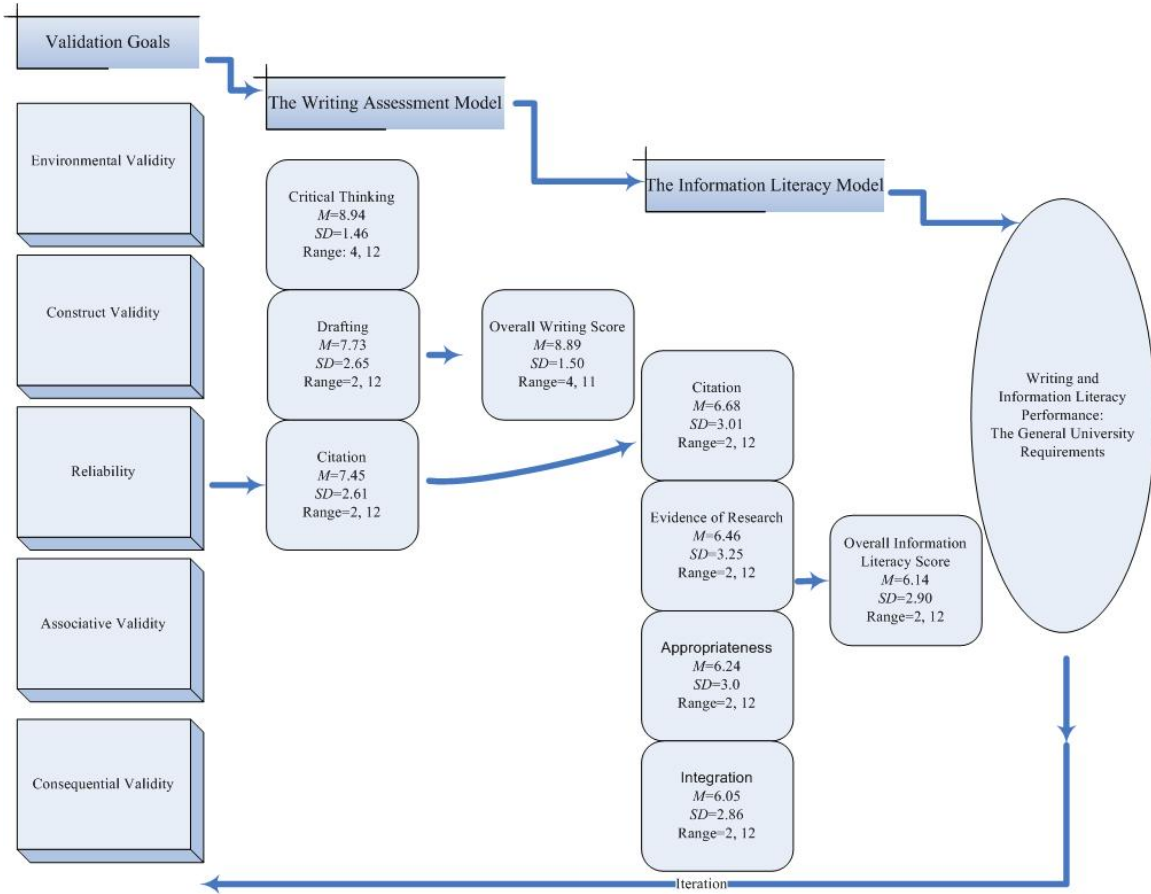 Validation Goals
Environmental Validity
Construct Validity
Reliability
Associative Validity
Consequential Validity
The Writing Assessment Model
Critical Thinking
M=8.94
SD=1.46
Range: 4, 12
Drafting
M=7.73
SD=2.65
Range=2, 12
Citation
M=7.45
SD=2.61
Range=2, 12
Overall Writing Score
M=8.89
SD=1.50
Range=4, 11
The Information Literacy Model
Citation
M=6.68
SD=3.01
Range=2, 12
Evidence of Research
M=6.46
SD=3.25
Range=2, 12
Appropriateness
M=6.24
SD=3.0
Range=2, 12
Integration
M=6.05
SD=2.86
Range=2, 12
Overall Information
Literacy Score
M=6.14
SD=2.90
Range=2, 12
Writing and
Information Literacy
Performance:
The General University
Requirements
Iteration